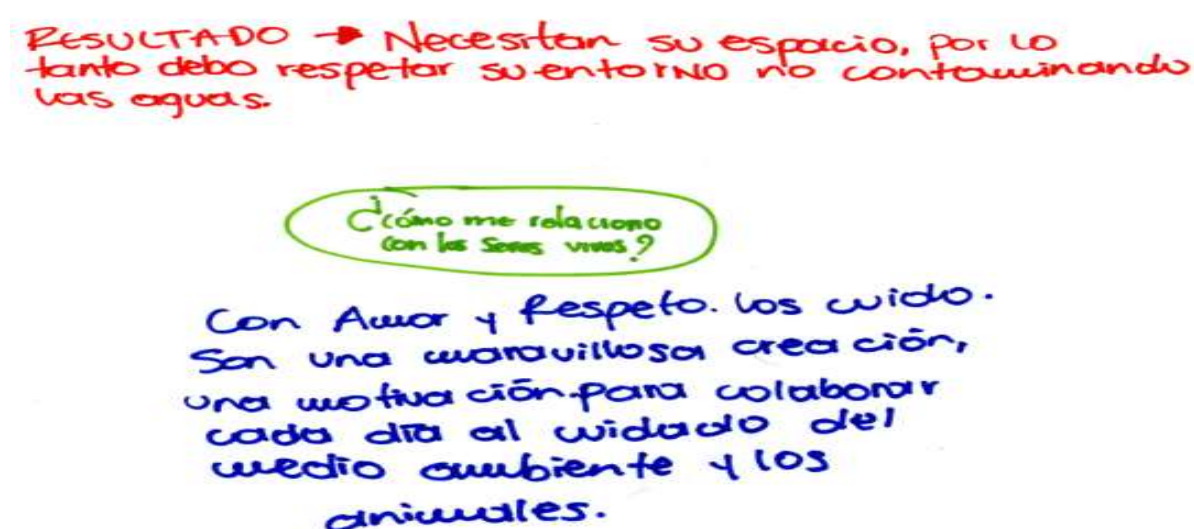 RESULTADO → Necesitan su espacio, por lo
tanto debo respetar su entorno no contaminando
las aguas.
¿cómo me relaciono
con los seres vivos?
Con Amor y Respeto. los cuido.
Son una maravillosa creación,
una motivación para colaborar
cada día al cuidado del
medio ambiente y los
animales.